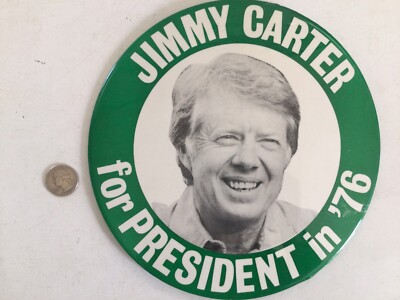 JIMMY CARTER
for PRESIDENT in '76